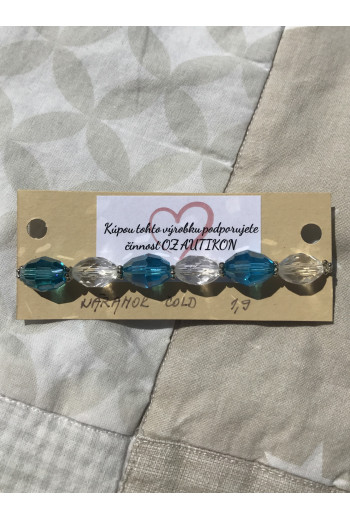 Kúpou tohto výrobku podporujete
činnosť OZ AUTIKON
NÁRAMOK COLD 1,9